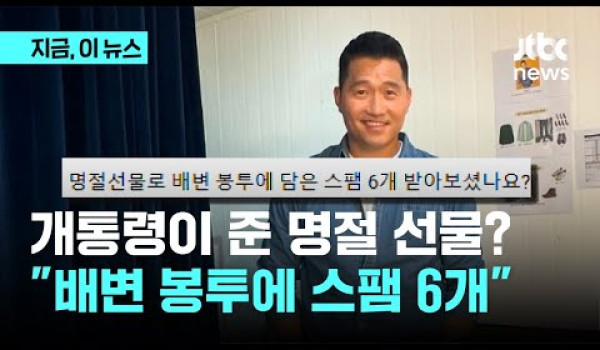 지금, 이 뉴스
jtbc
news
명절선물로 배변 봉투에 담은 스팸 6개 받아보셨나요?
개통령이 준 명절 선물?
"배변 봉투에 스팸 6개"